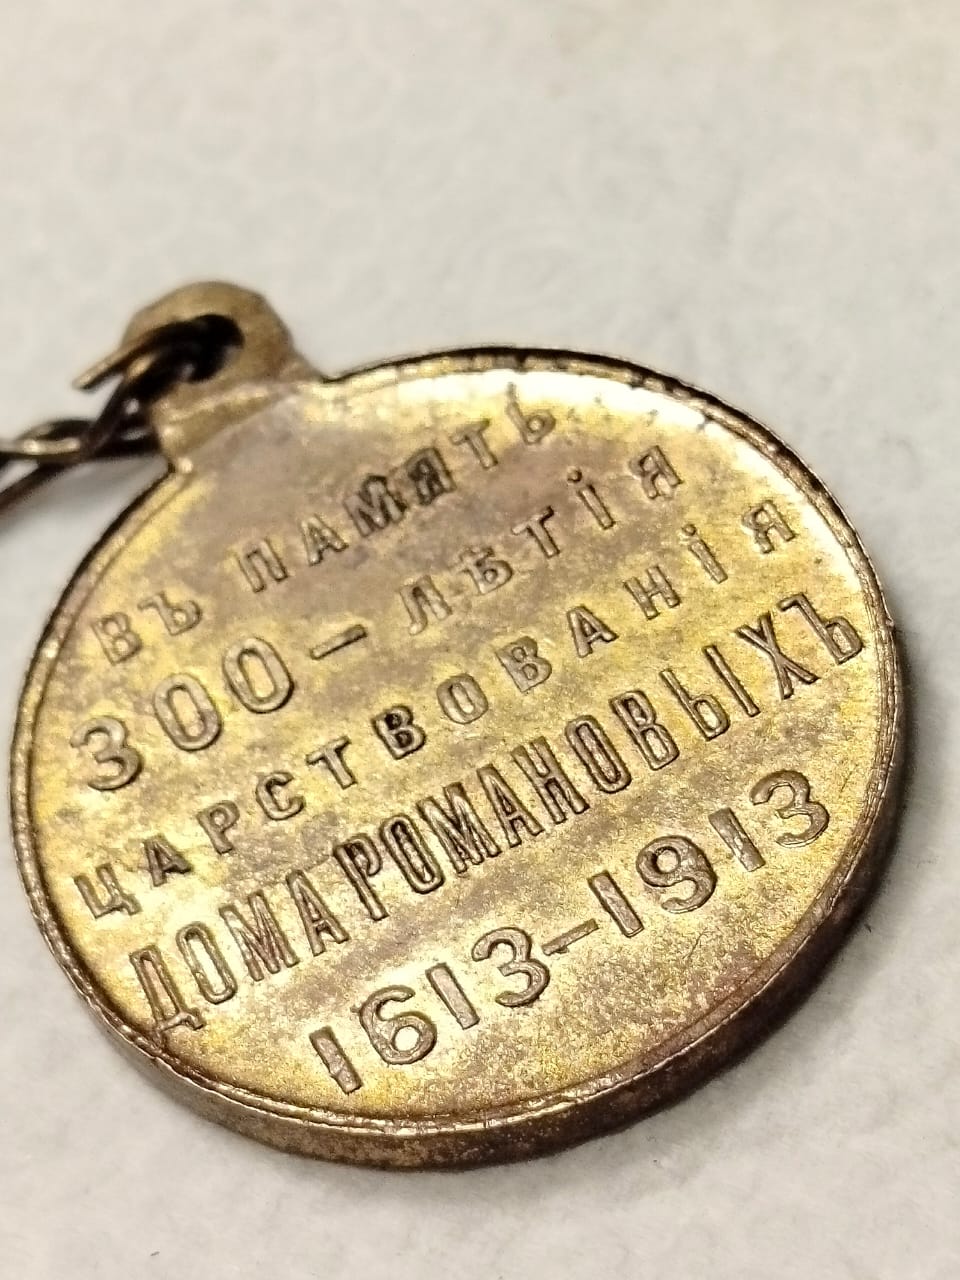 ВЪ ПАМЯТЬ
300-ЛѢТІЯ
ЦАРСТВОВАНІЯ
ДОМА РОМАНОВЫХЪ
1613-1913